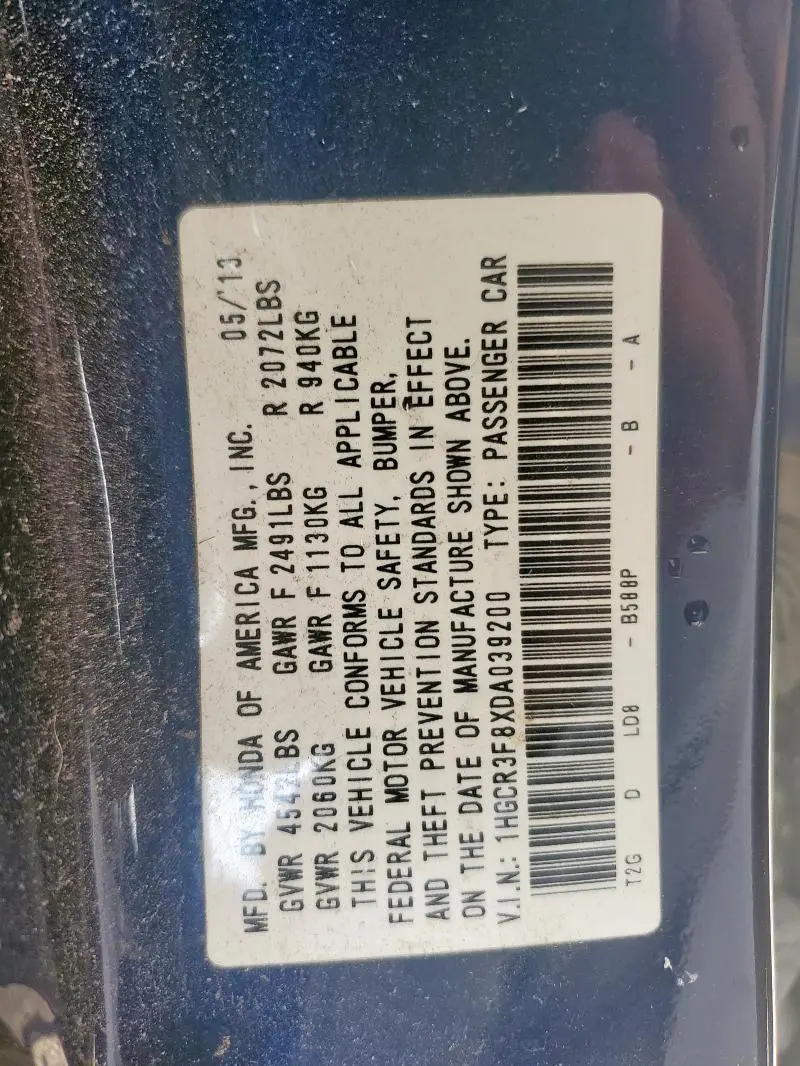 MFD. BY HONDA OF AMERICA MFG., INC. 05/'13
GVWR 4542LBS GAWR F 2491LBS R 2072LBS
GVWR 2060KG GAWR F 1130KG R 940KG
THIS VEHICLE CONFORMS TO ALL APPLICABLE
FEDERAL MOTOR VEHICLE SAFETY, BUMPER,
AND THEFT PREVENTION STANDARDS IN EFFECT
ON THE DATE OF MANUFACTURE SHOWN ABOVE.
V.I.N.: 1HGCR3F8XDA039200 TYPE: PASSENGER CAR
T2G D LD0 - B588P - B - A